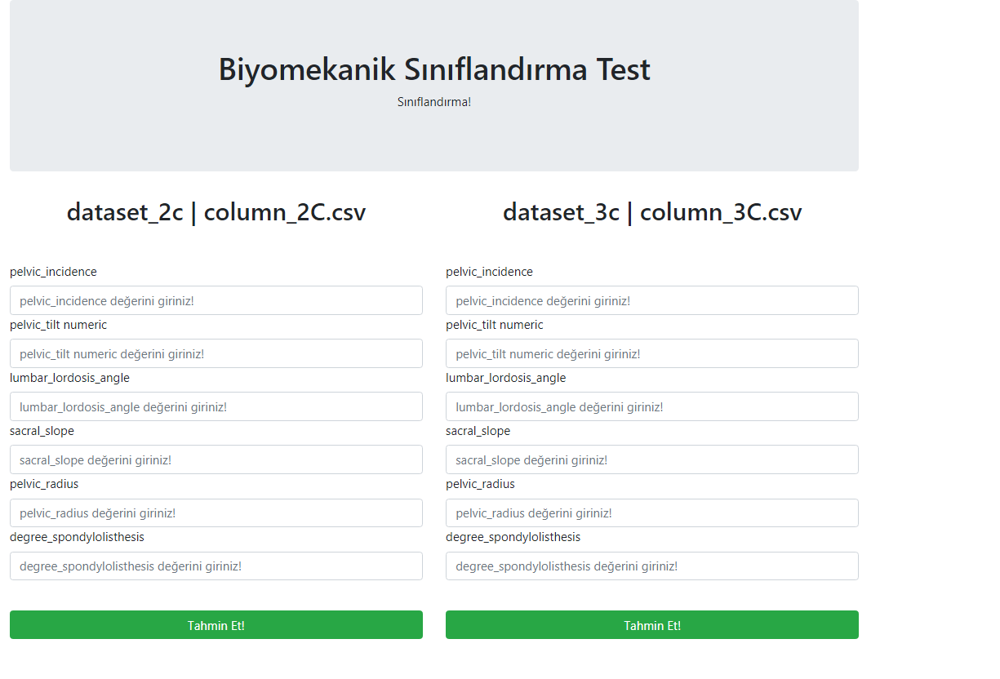 Biyomekanik Sınıflandırma Test
Sınıflandırma!
dataset_2c | column_2C.csv
pelvic_incidence
pelvic_incidence değerini giriniz!
pelvic_tilt numeric
pelvic_tilt numeric değerini giriniz!
lumbar_lordosis_angle
lumbar_lordosis_angle değerini giriniz!
sacral_slope
sacral_slope değerini giriniz!
pelvic_radius
pelvic_radius değerini giriniz!
degree_spondylolisthesis
degree_spondylolisthesis değerini giriniz!
Tahmin Et!
dataset_3c | column_3C.csv
pelvic_incidence
pelvic_incidence değerini giriniz!
pelvic_tilt numeric
pelvic_tilt numeric değerini giriniz!
lumbar_lordosis_angle
lumbar_lordosis_angle değerini giriniz!
sacral_slope
sacral_slope değerini giriniz!
pelvic_radius
pelvic_radius değerini giriniz!
degree_spondylolisthesis
degree_spondylolisthesis değerini giriniz!
Tahmin Et!